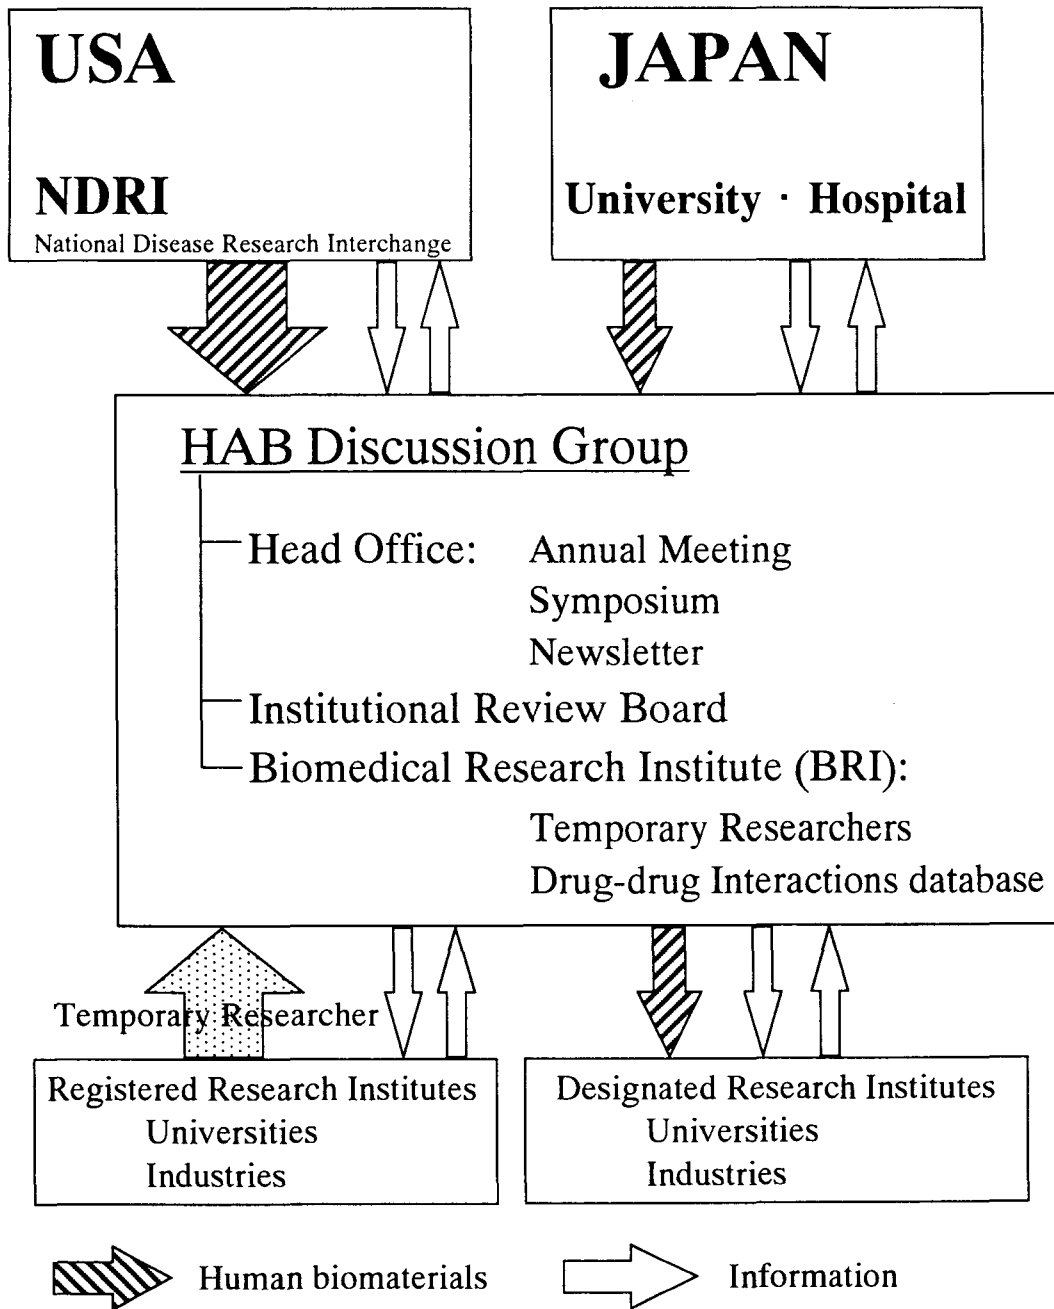 USA
NDRI
National Disease Research Interchange
JAPAN
University · Hospital
HAB Discussion Group
Head Office: Annual Meeting
Symposium
Newsletter
Institutional Review Board
Biomedical Research Institute (BRI):
Temporary Researchers
Drug-drug Interactions database
Temporary Researcher
Registered Research Institutes
Universities
Industries
Designated Research Institutes
Universities
Industries
Human biomaterials
Information